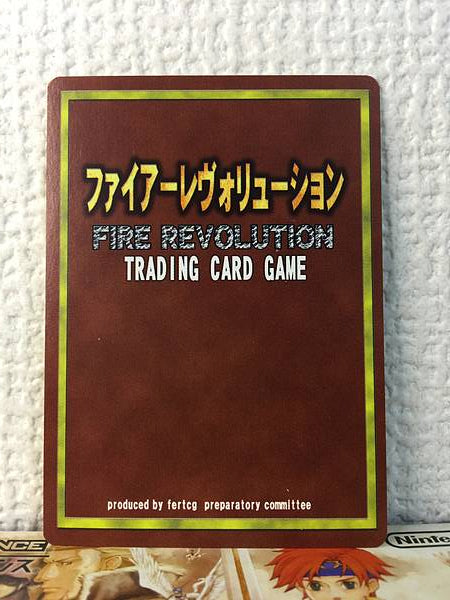 ファイアーレヴォリューション
FIRE REVOLUTION
TRADING CARD GAME
produced by fertcg preparatory committee